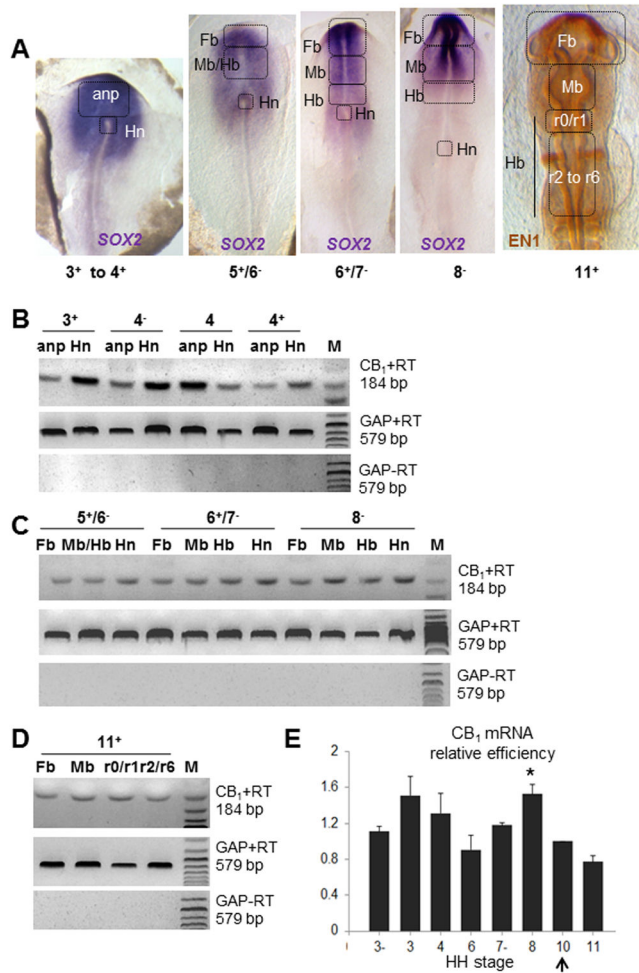 A
anp
Hn
SOX2
3+ to 4+
Fb
Mb/Hb
Hn
SOX2
5+/6-
Fb
Mb
Hb
Hn
SOX2
6+/7-
Fb
Mb
Hb
Hn
SOX2
8-
Fb
Mb
r0/r1
Hb
r2 to r6
EN1
11+
B
3+ 4- 4 4+
anp Hn anp Hn anp Hn anp Hn M
CB1+RT
184 bp
GAP+RT
579 bp
GAP-RT
579 bp
C
5+/6- 6+/7- 8-
Fb Mb/Hb Hn Fb Mb Hb Hn Fb Mb Hb Hn M
CB1+RT
184 bp
GAP+RT
579 bp
GAP-RT
579 bp
D
11+
Fb Mb r0/r1 r2/r6 M
CB1+RT
184 bp
GAP+RT
579 bp
GAP-RT
579 bp
E
CB1 mRNA
relative efficiency
2
1.6
1.2
0.8
0.4
0
*
3- 3 4 6 7- 8 10 11
HH stage